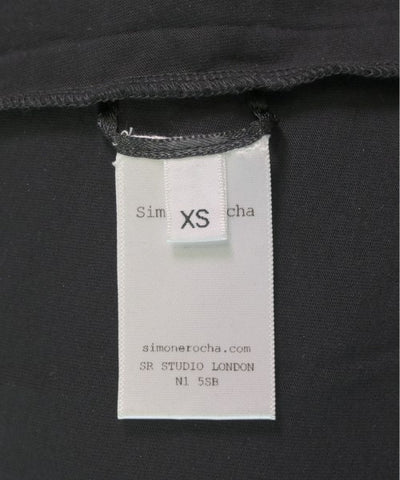 Sim ocha
XS
simonerocha.com
SR STUDIO LONDON
N1 5SB